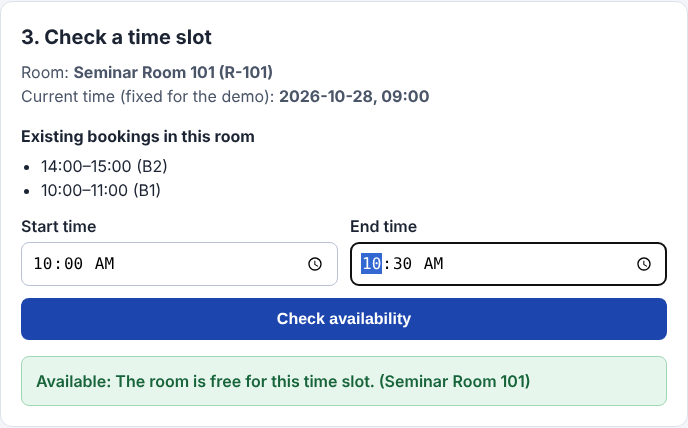 3. Check a time slot
Room: Seminar Room 101 (R-101)
Current time (fixed for the demo): 2026-10-28, 09:00
Existing bookings in this room
• 14:00–15:00 (B2)
• 10:00–11:00 (B1)
Start time
End time
10:00 AM
10:30 AM
Check availability
Available: The room is free for this time slot. (Seminar Room 101)